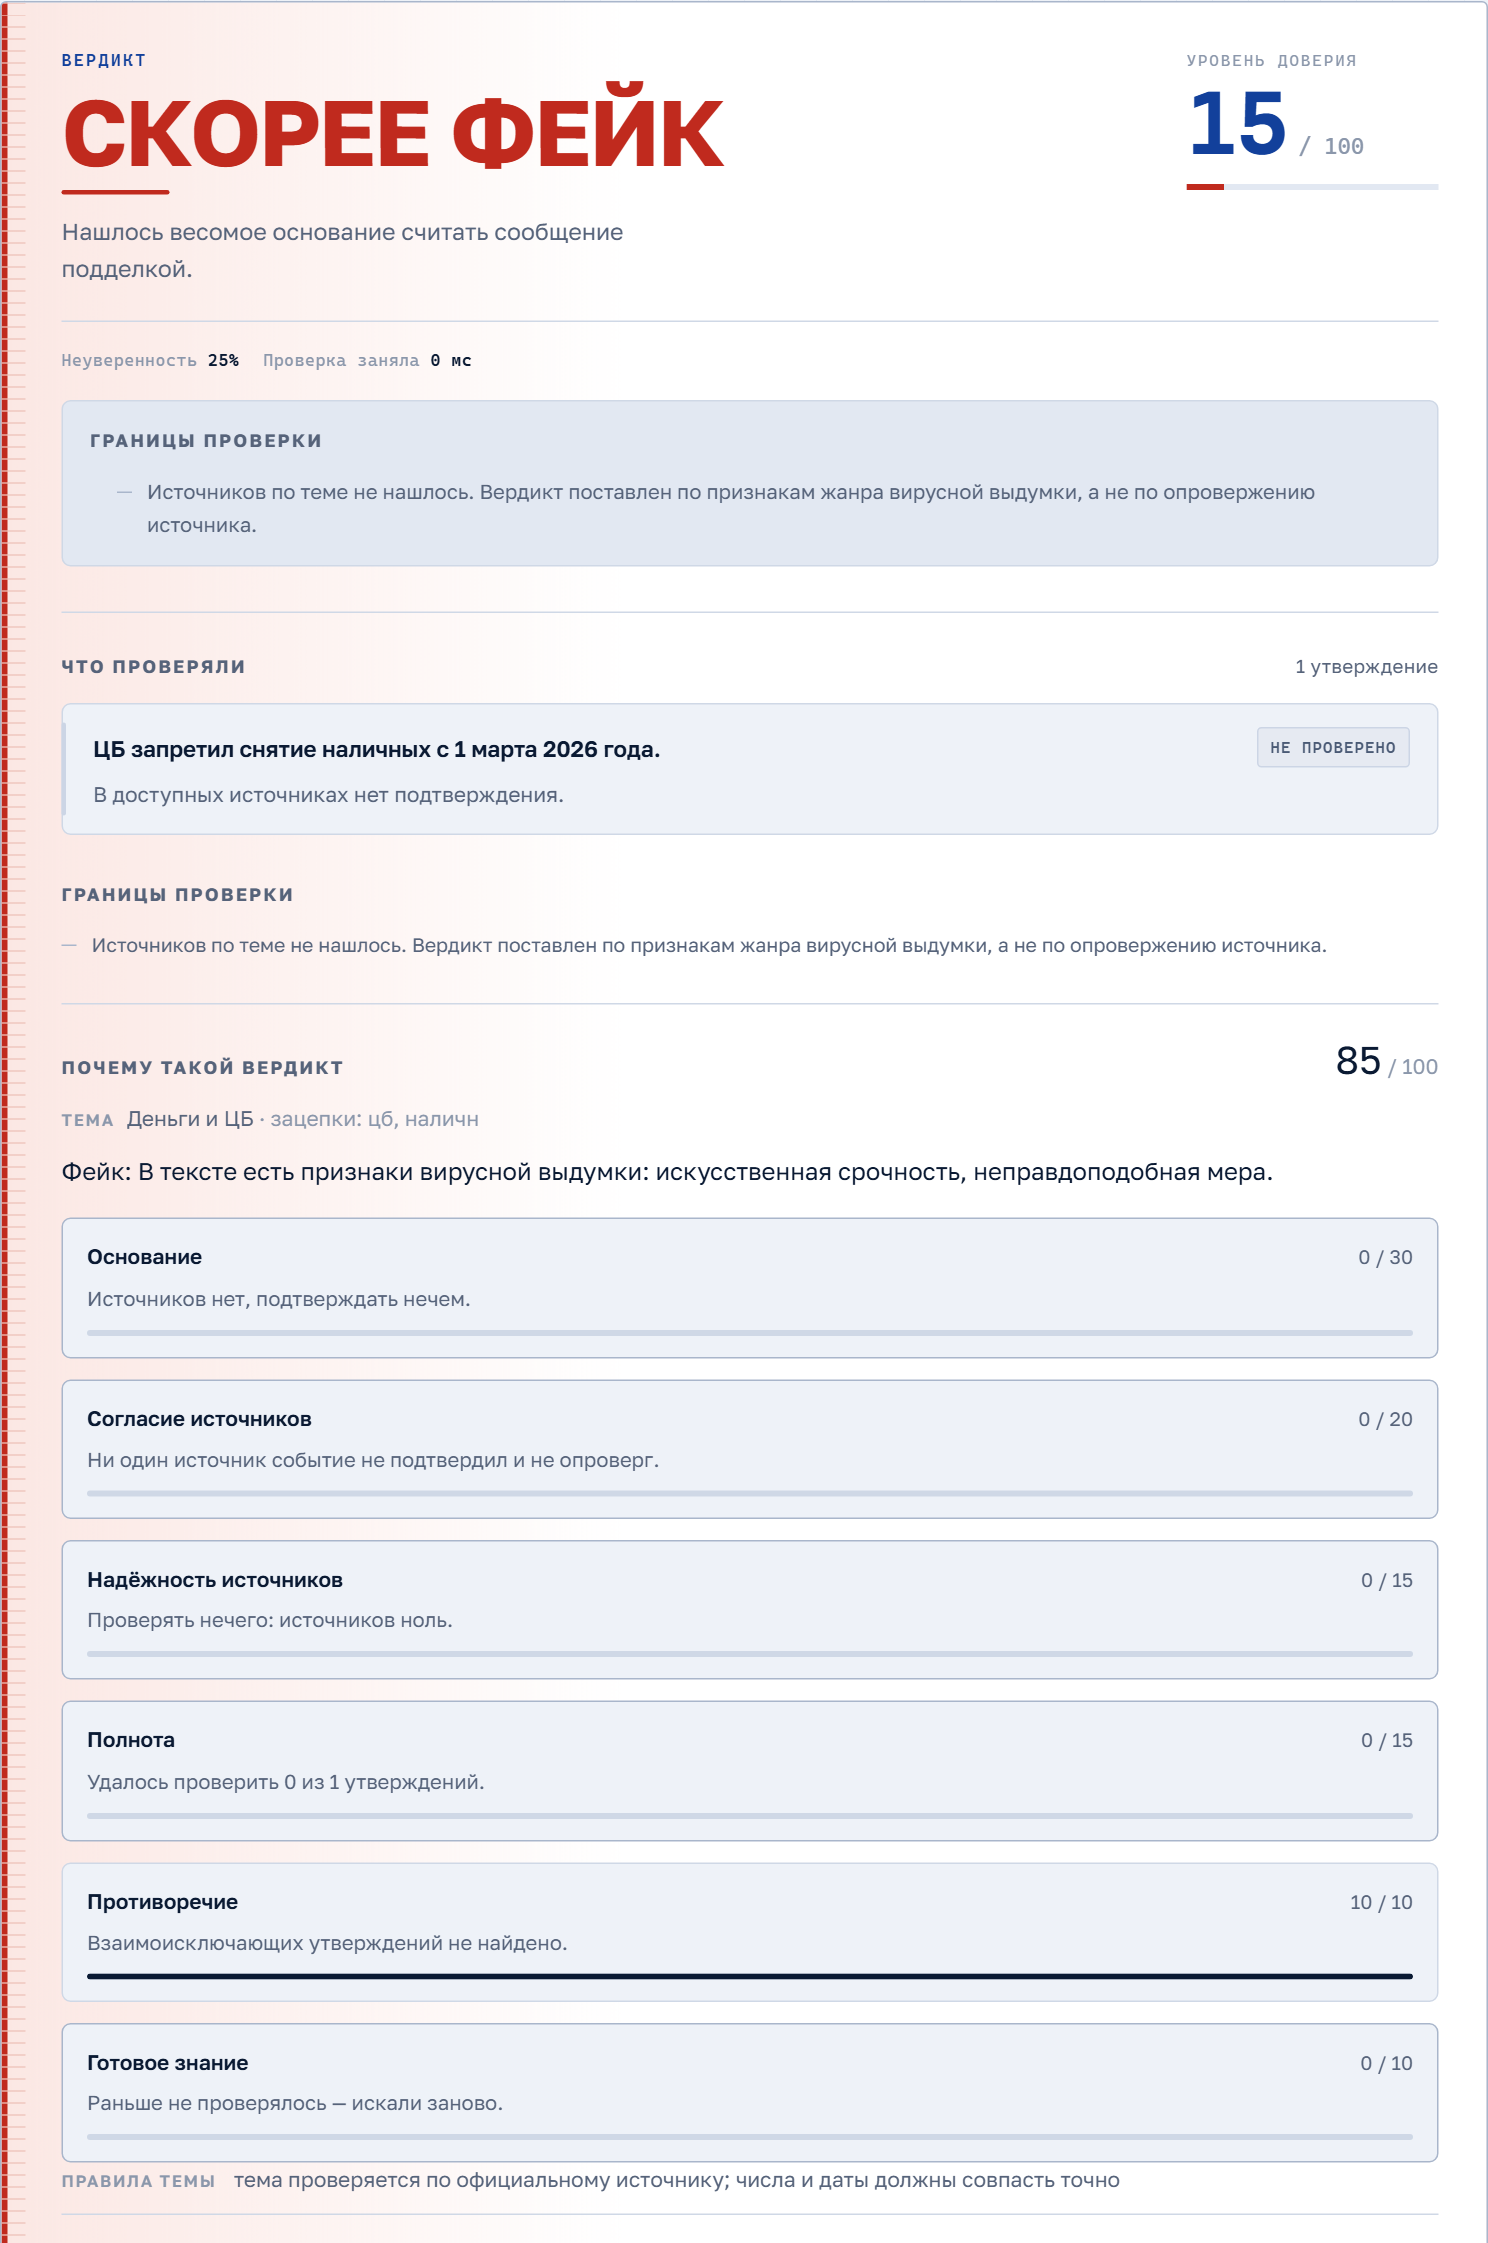 ВЕРДИКТ
СКОРЕЕ ФЕЙК
Нашлось весомое основание считать сообщение
подделкой.
УРОВЕНЬ ДОВЕРИЯ
15 / 100
Неуверенность 25% Проверка заняла 0 мс
ГРАНИЦЫ ПРОВЕРКИ
— Источников по теме не нашлось. Вердикт поставлен по признакам жанра вирусной выдумки, а не по опровержению
источника.
ЧТО ПРОВЕРЯЛИ
1 утверждение
ЦБ запретил снятие наличных с 1 марта 2026 года.
НЕ ПРОВЕРЕНО
В доступных источниках нет подтверждения.
ГРАНИЦЫ ПРОВЕРКИ
— Источников по теме не нашлось. Вердикт поставлен по признакам жанра вирусной выдумки, а не по опровержению источника.
ПОЧЕМУ ТАКОЙ ВЕРДИКТ
85 / 100
ТЕМА Деньги и ЦБ · зацепки: цб, наличн
Фейк: В тексте есть признаки вирусной выдумки: искусственная срочность, неправдоподобная мера.
Основание
0 / 30
Источников нет, подтверждать нечем.
Согласие источников
0 / 20
Ни один источник событие не подтвердил и не опроверг.
Надёжность источников
0 / 15
Проверять нечего: источников ноль.
Полнота
0 / 15
Удалось проверить 0 из 1 утверждений.
Противоречие
10 / 10
Взаимоисключающих утверждений не найдено.
Готовое знание
0 / 10
Раньше не проверялось — искали заново.
ПРАВИЛА ТЕМЫ тема проверяется по официальному источнику; числа и даты должны совпасть точно